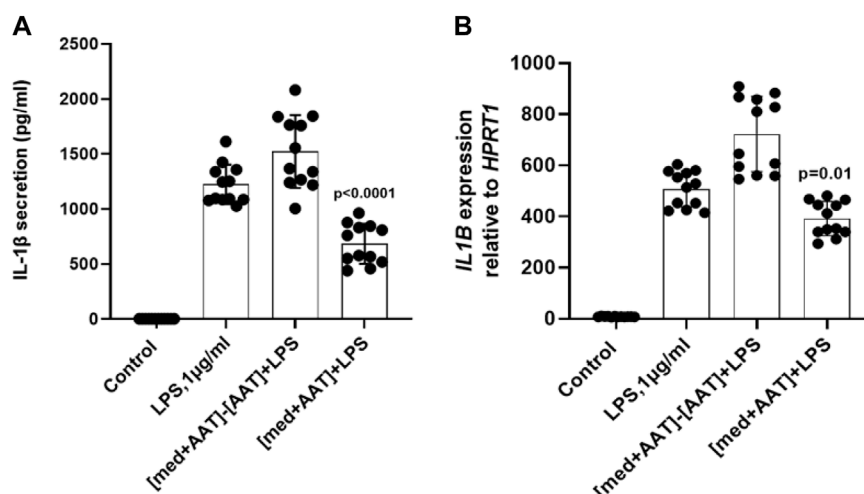 A
IL-1β secretion (pg/ml)
2500
2000
1500
1000
500
0
p<0.0001
Control
LPS, 1µg/ml
[med+AAT]-[AAT]+LPS
[med+AAT]+LPS
B
IL1B expression
relative to HPRT1
1000
800
600
400
200
0
p=0.01
Control
LPS, 1µg/ml
[med+AAT]-[AAT]+LPS
[med+AAT]+LPS